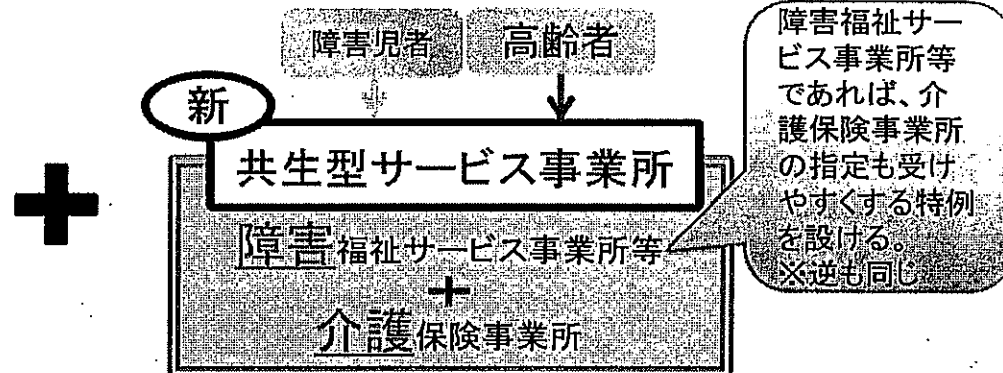 障害児者
高齢者
新
共生型サービス事業所
障害福祉サービス事業所等
+
介護保険事業所
+
障害福祉サー
ビス事業所等
であれば、介
護保険事業所
の指定も受け
やすくする特例
を設ける。
※逆も同じ